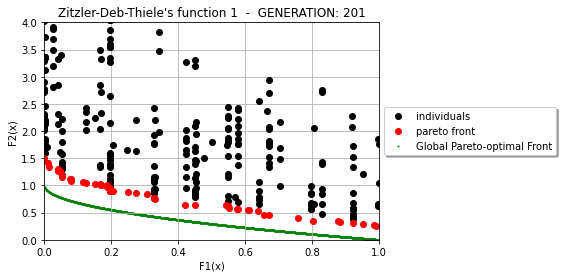 Zitzler-Deb-Thiele's function 1 - GENERATION: 201
4.0
3.5
3.0
2.5
2.0
1.5
1.0
0.5
0.0
F2(x)
0.0 0.2 0.4 0.6 0.8 1.0
F1(x)
individuals
pareto front
Global Pareto-optimal Front